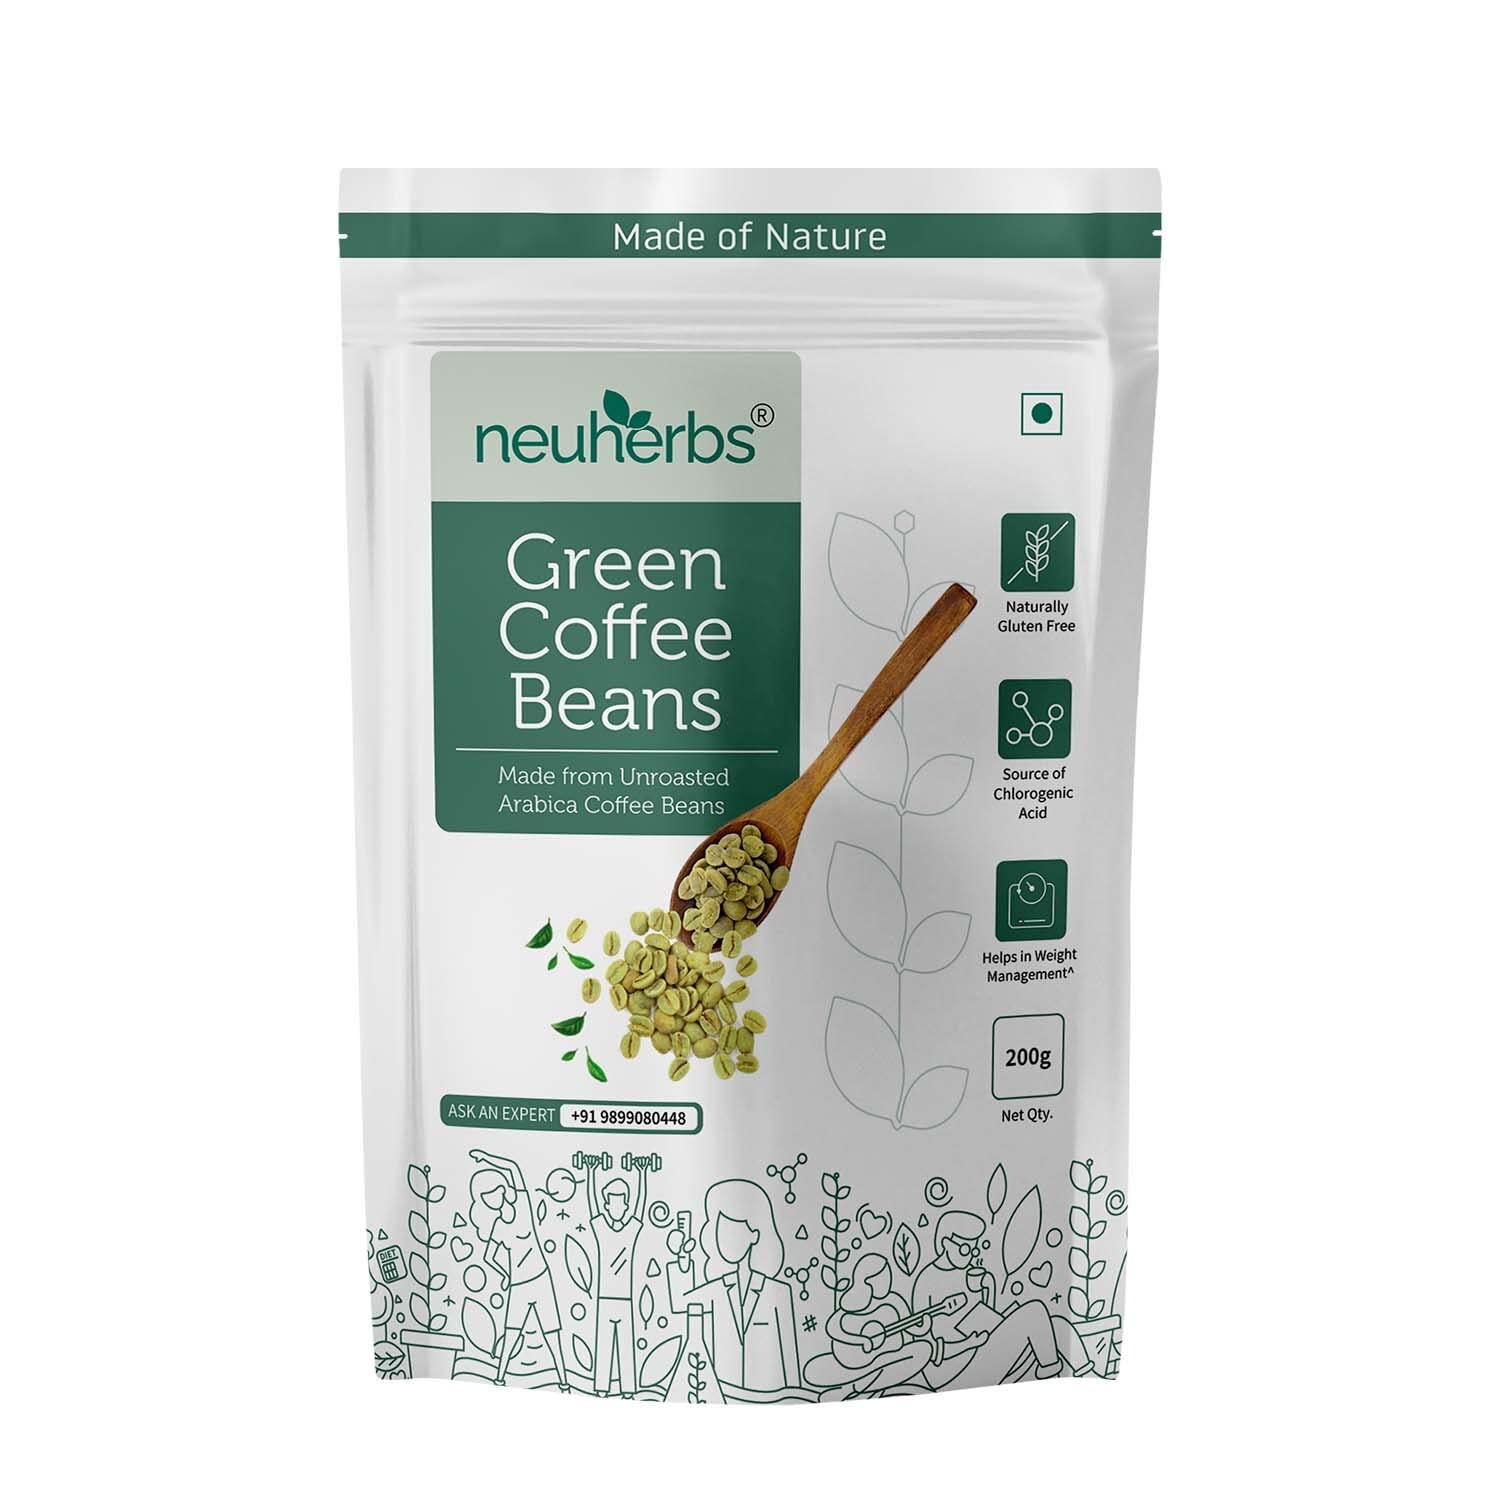 Made of Nature
neuherbs®
Green
Coffee
Beans
Made from Unroasted
Arabica Coffee Beans
Naturally
Gluten Free
Source of
Chlorogenic
Acid
Helps in Weight
Management^
200g
Net Qty.
ASK AN EXPERT +91 9899080448
DIET
#